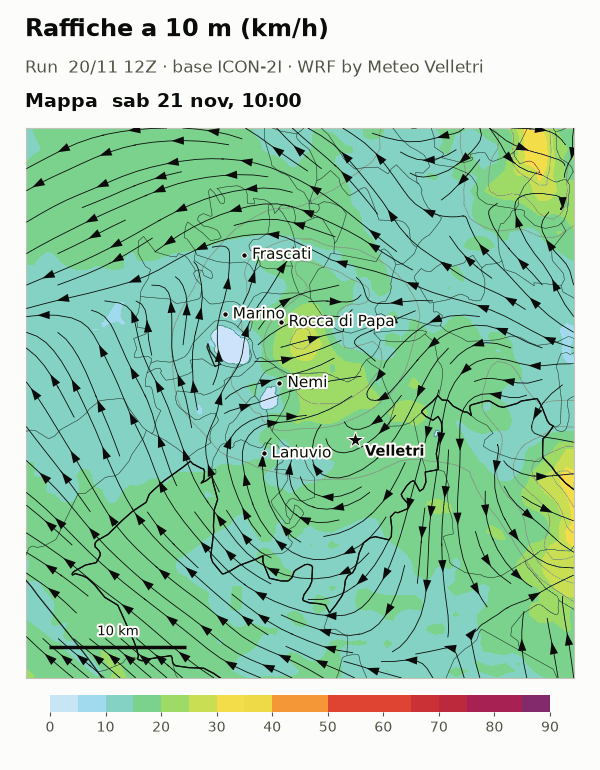 Raffiche a 10 m (km/h)
Run  20/11 12Z · base ICON-2I · WRF by Meteo Velletri
Mappa  sab 21 nov, 10:00
Frascati
Marino
Rocca di Papa
Nemi
Velletri
Lanuvio
10 km
0 10 20 30 40 50 60 70 80 90